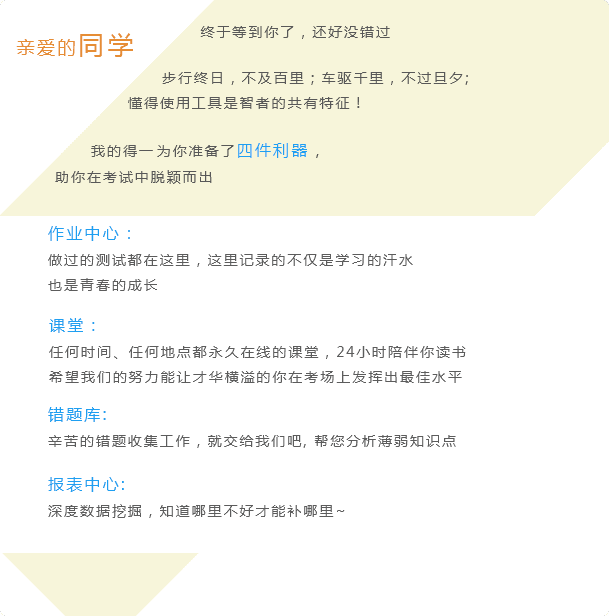 终于等到你了，还好没错过
亲爱的同学
步行终日，不及百里；车驱千里，不过旦夕;
懂得使用工具是智者的共有特征！
我的得一为你准备了四件利器，
助你在考试中脱颖而出
作业中心：
做过的测试都在这里，这里记录的不仅是学习的汗水
也是青春的成长
课堂：
任何时间、任何地点都永久在线的课堂，24小时陪伴你读书
希望我们的努力能让才华横溢的你在考场上发挥出最佳水平
错题库:
辛苦的错题收集工作，就交给我们吧, 帮您分析薄弱知识点
报表中心:
深度数据挖掘，知道哪里不好才能补哪里~